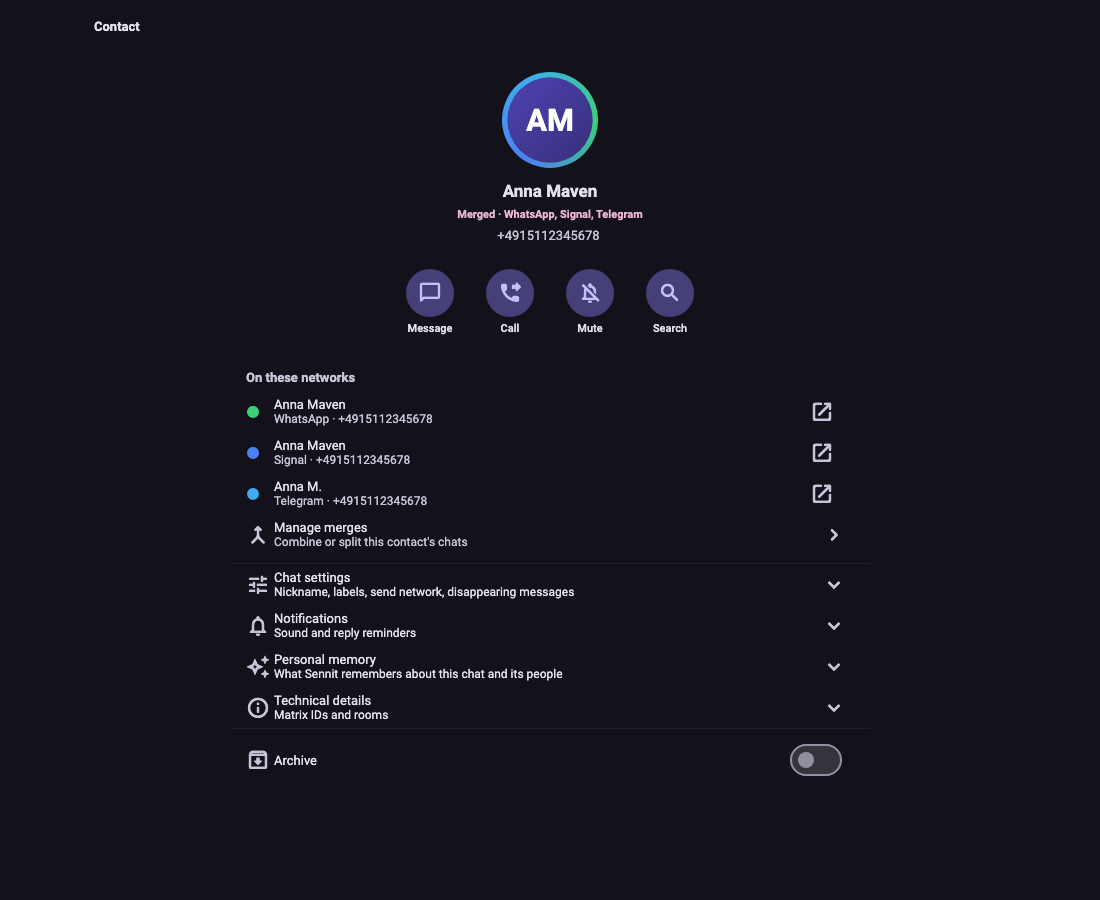 Contact
AM
Anna Maven
Merged · WhatsApp, Signal, Telegram
+4915112345678
Message
Call
Mute
Search
On these networks
Anna Maven
WhatsApp · +4915112345678
Anna Maven
Signal · +4915112345678
Anna M.
Telegram · +4915112345678
Manage merges
Combine or split this contact's chats
Chat settings
Nickname, labels, send network, disappearing messages
Notifications
Sound and reply reminders
Personal memory
What Sennit remembers about this chat and its people
Technical details
Matrix IDs and rooms
Archive